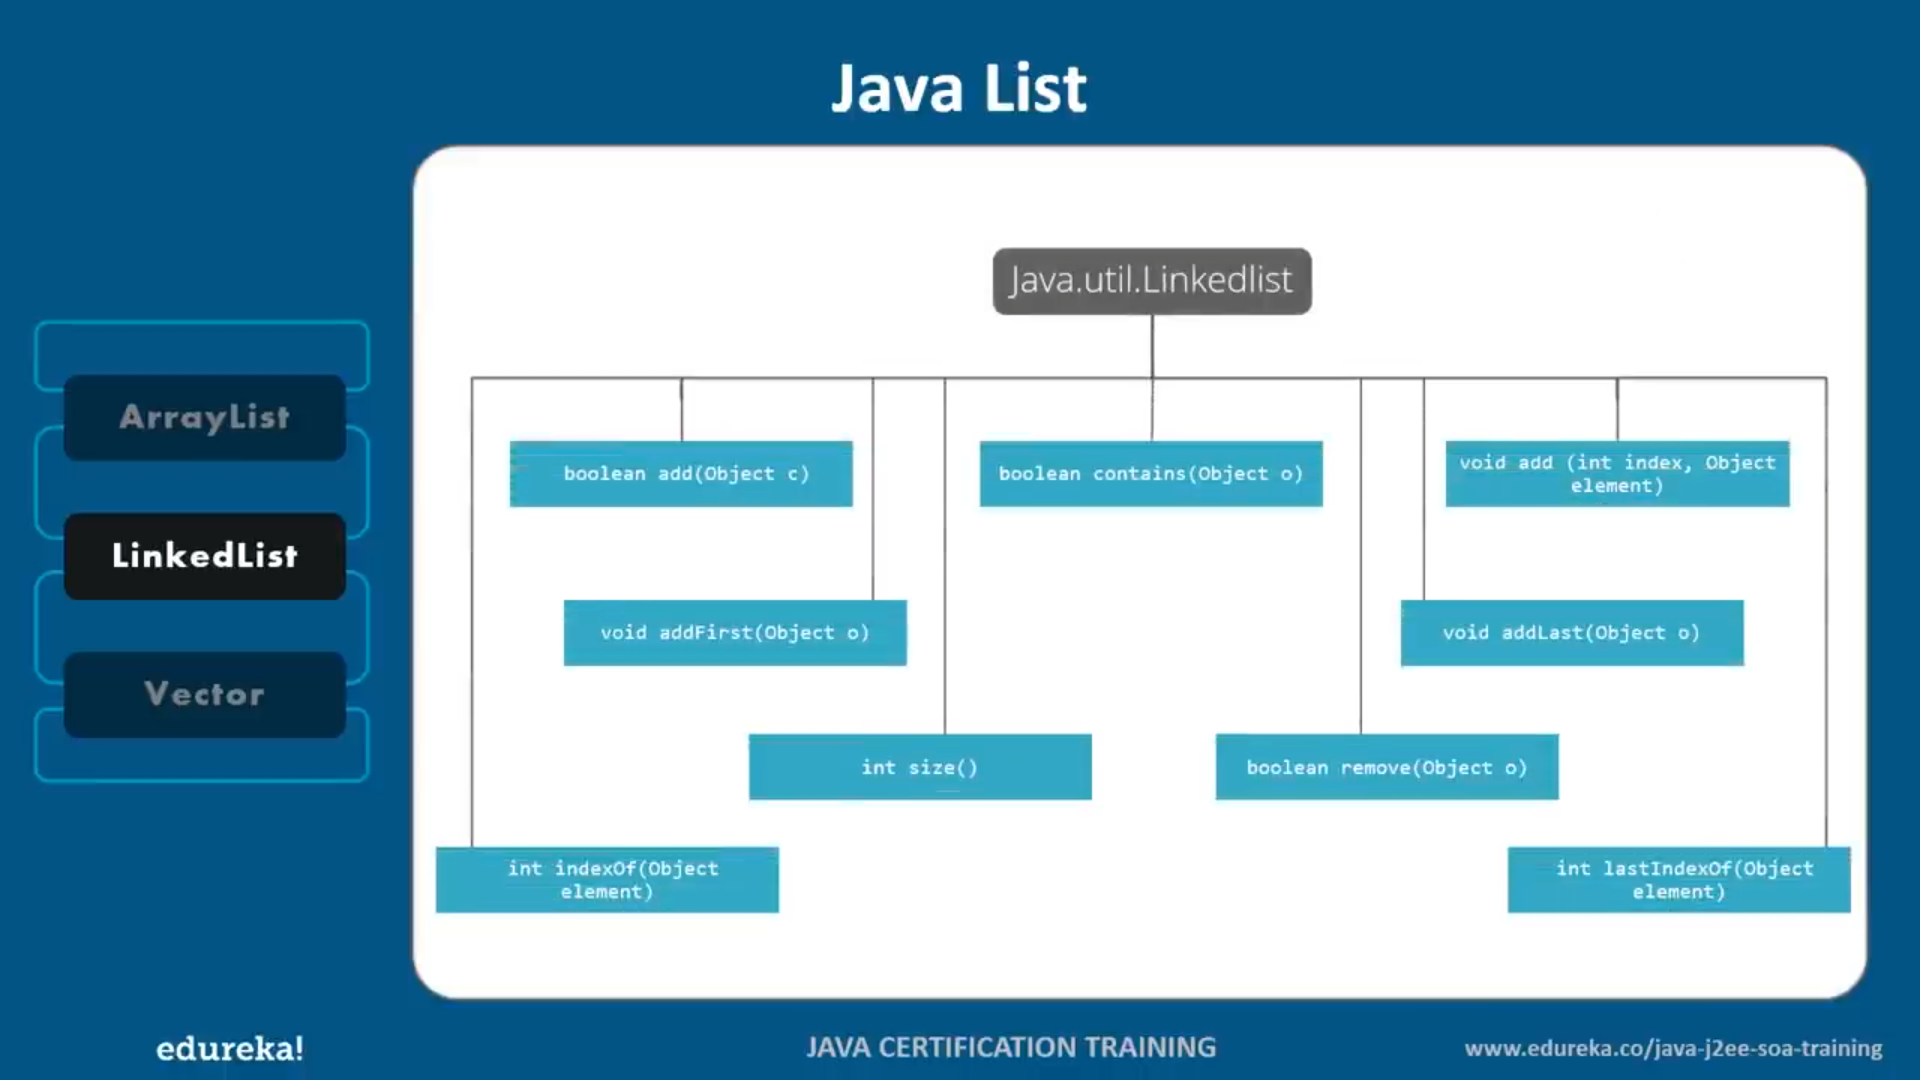 Java List
ArrayList
LinkedList
Vector
Java.util.Linkedlist
boolean add(Object c)
boolean contains(Object o)
void add (int index, Object
element)
void addFirst(Object o)
void addLast(Object o)
int size()
boolean remove(Object o)
int indexOf(Object
element)
int lastIndexOf(Object
element)
edureka!
JAVA CERTIFICATION TRAINING
www.edureka.co/java-j2ee-soa-training